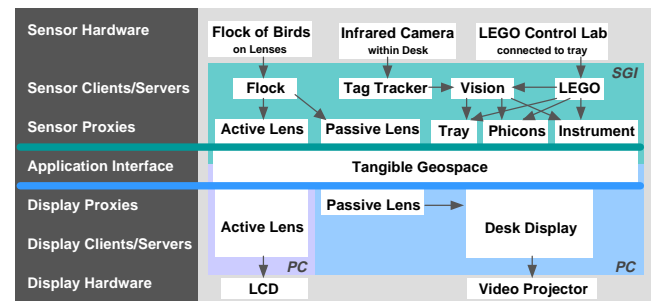 Sensor Hardware
Flock of Birds
on Lenses
Infrared Camera
within Desk
LEGO Control Lab
connected to tray
SGI
Sensor Clients/Servers
Flock
Tag Tracker
Vision
LEGO
Sensor Proxies
Active Lens
Passive Lens
Tray
Phicons
Instrument
Application Interface
Tangible Geospace
Display Proxies
Passive Lens
Active Lens
Desk Display
Display Clients/Servers
PC
PC
Display Hardware
LCD
Video Projector